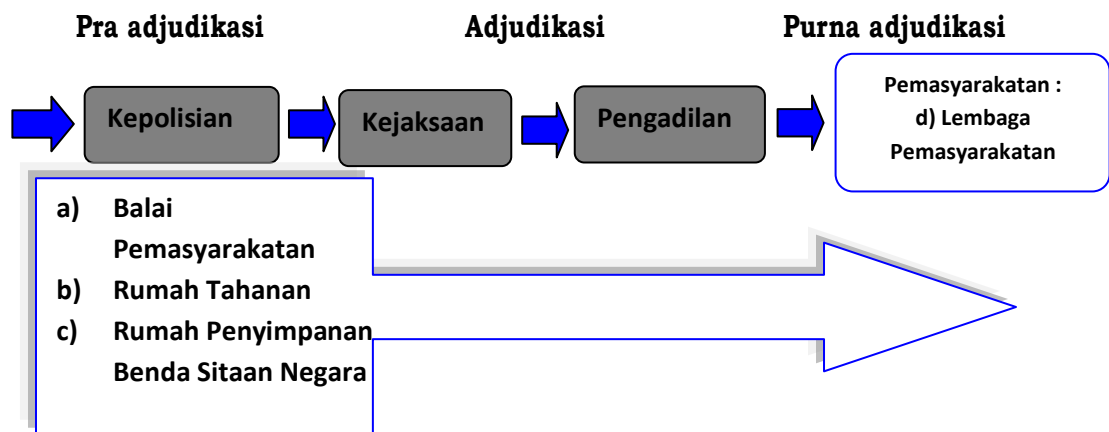 Pra adjudikasi
Adjudikasi
Purna adjudikasi
Kepolisian
Kejaksaan
Pengadilan
Pemasyarakatan :
d) Lembaga
Pemasyarakatan
a) Balai
Pemasyarakatan
b) Rumah Tahanan
c) Rumah Penyimpanan
Benda Sitaan Negara